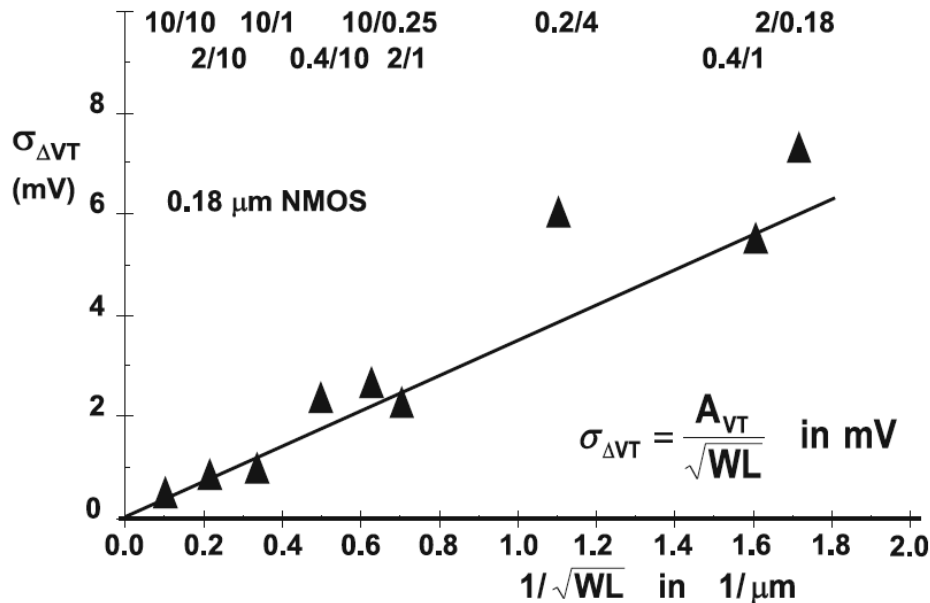 10/10 10/1 10/0.25 0.2/4 2/0.18
2/10 0.4/10 2/1 0.4/1
8
σΔVT
(mV)
0.18 μm NMOS
6
4
2
σΔVT = AVT / √WL in mV
0
0.0 0.2 0.4 0.6 0.8 1.0 1.2 1.4 1.6 1.8 2.0
1/√WL in 1/μm